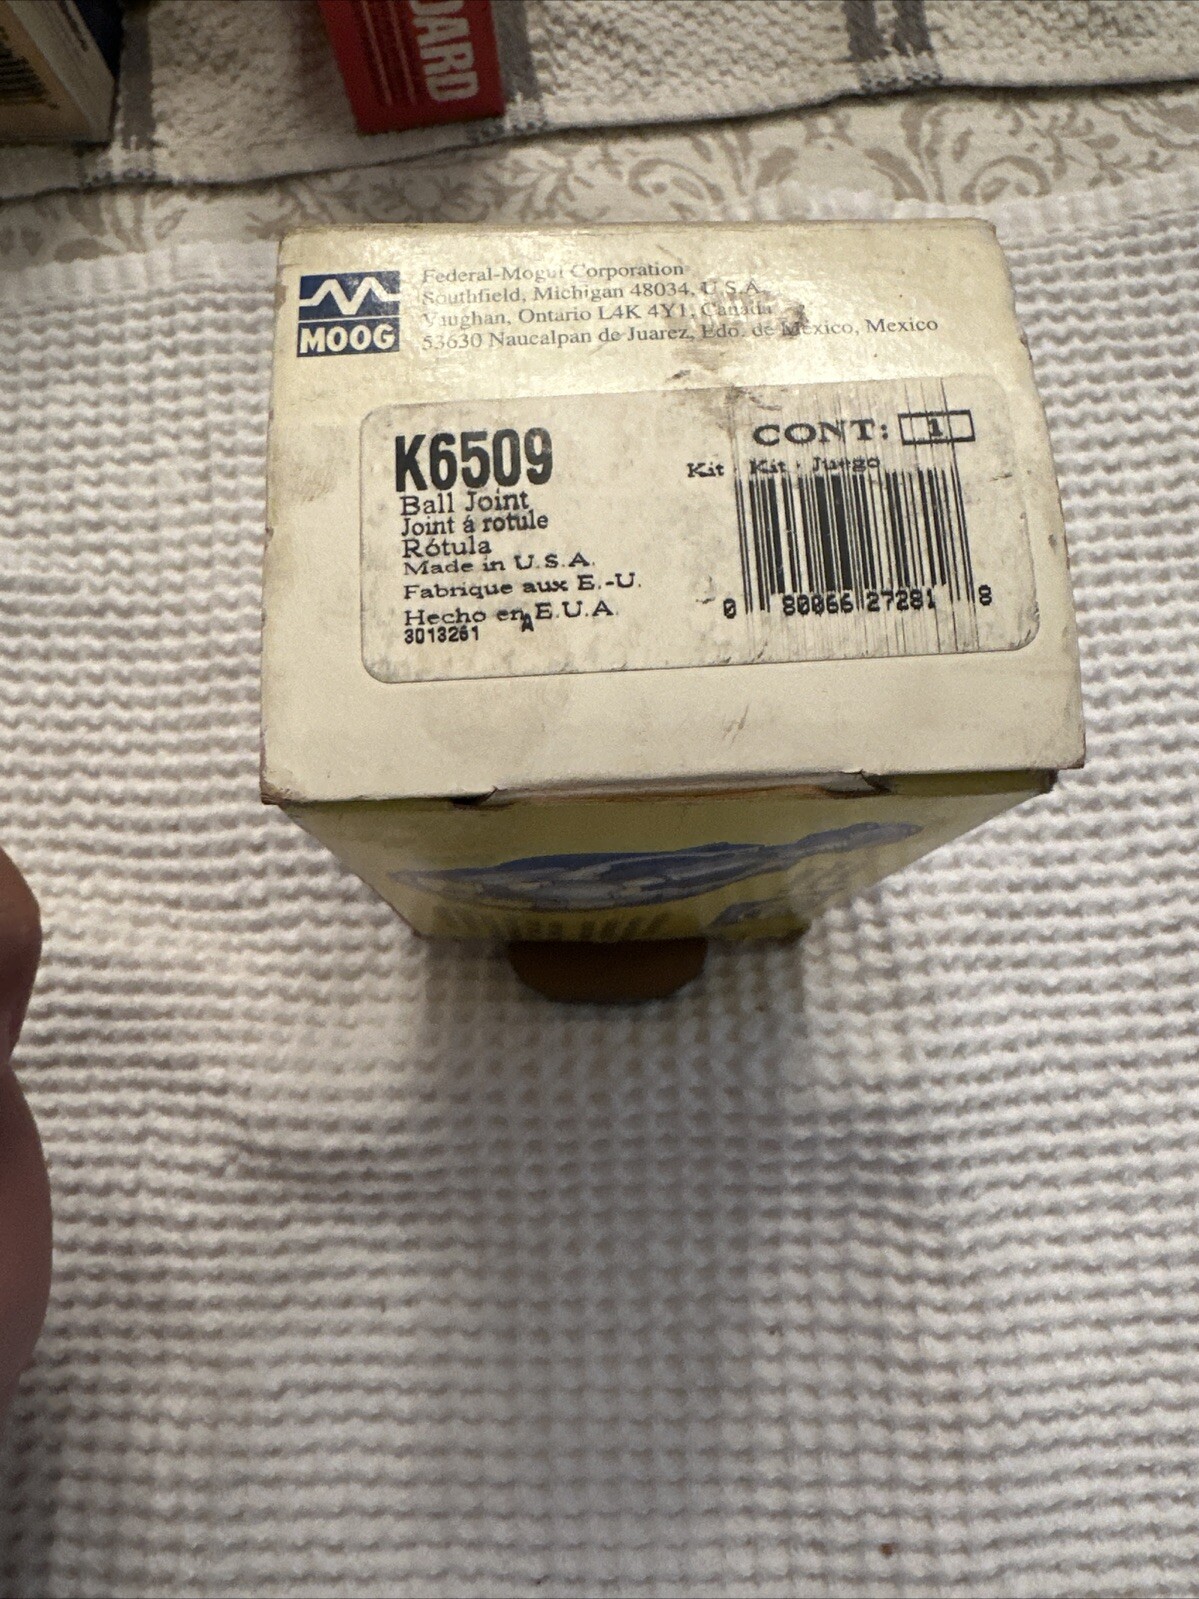 DARD
MOOG
Federal-Mogul Corporation
Southfield, Michigan 48034, U.S.A.
Vaughan, Ontario L4K 4Y1, Canada
53630 Naucalpan de Juarez, Edo. de México, Mexico
K6509
CONT: 1
Kit · Kit · Juego
Ball Joint
Joint á rotule
Rótula
Made in U.S.A.
Fabrique aux E.-U.
Hecho en E.U.A.
3013261 A
0 80066 27281 8